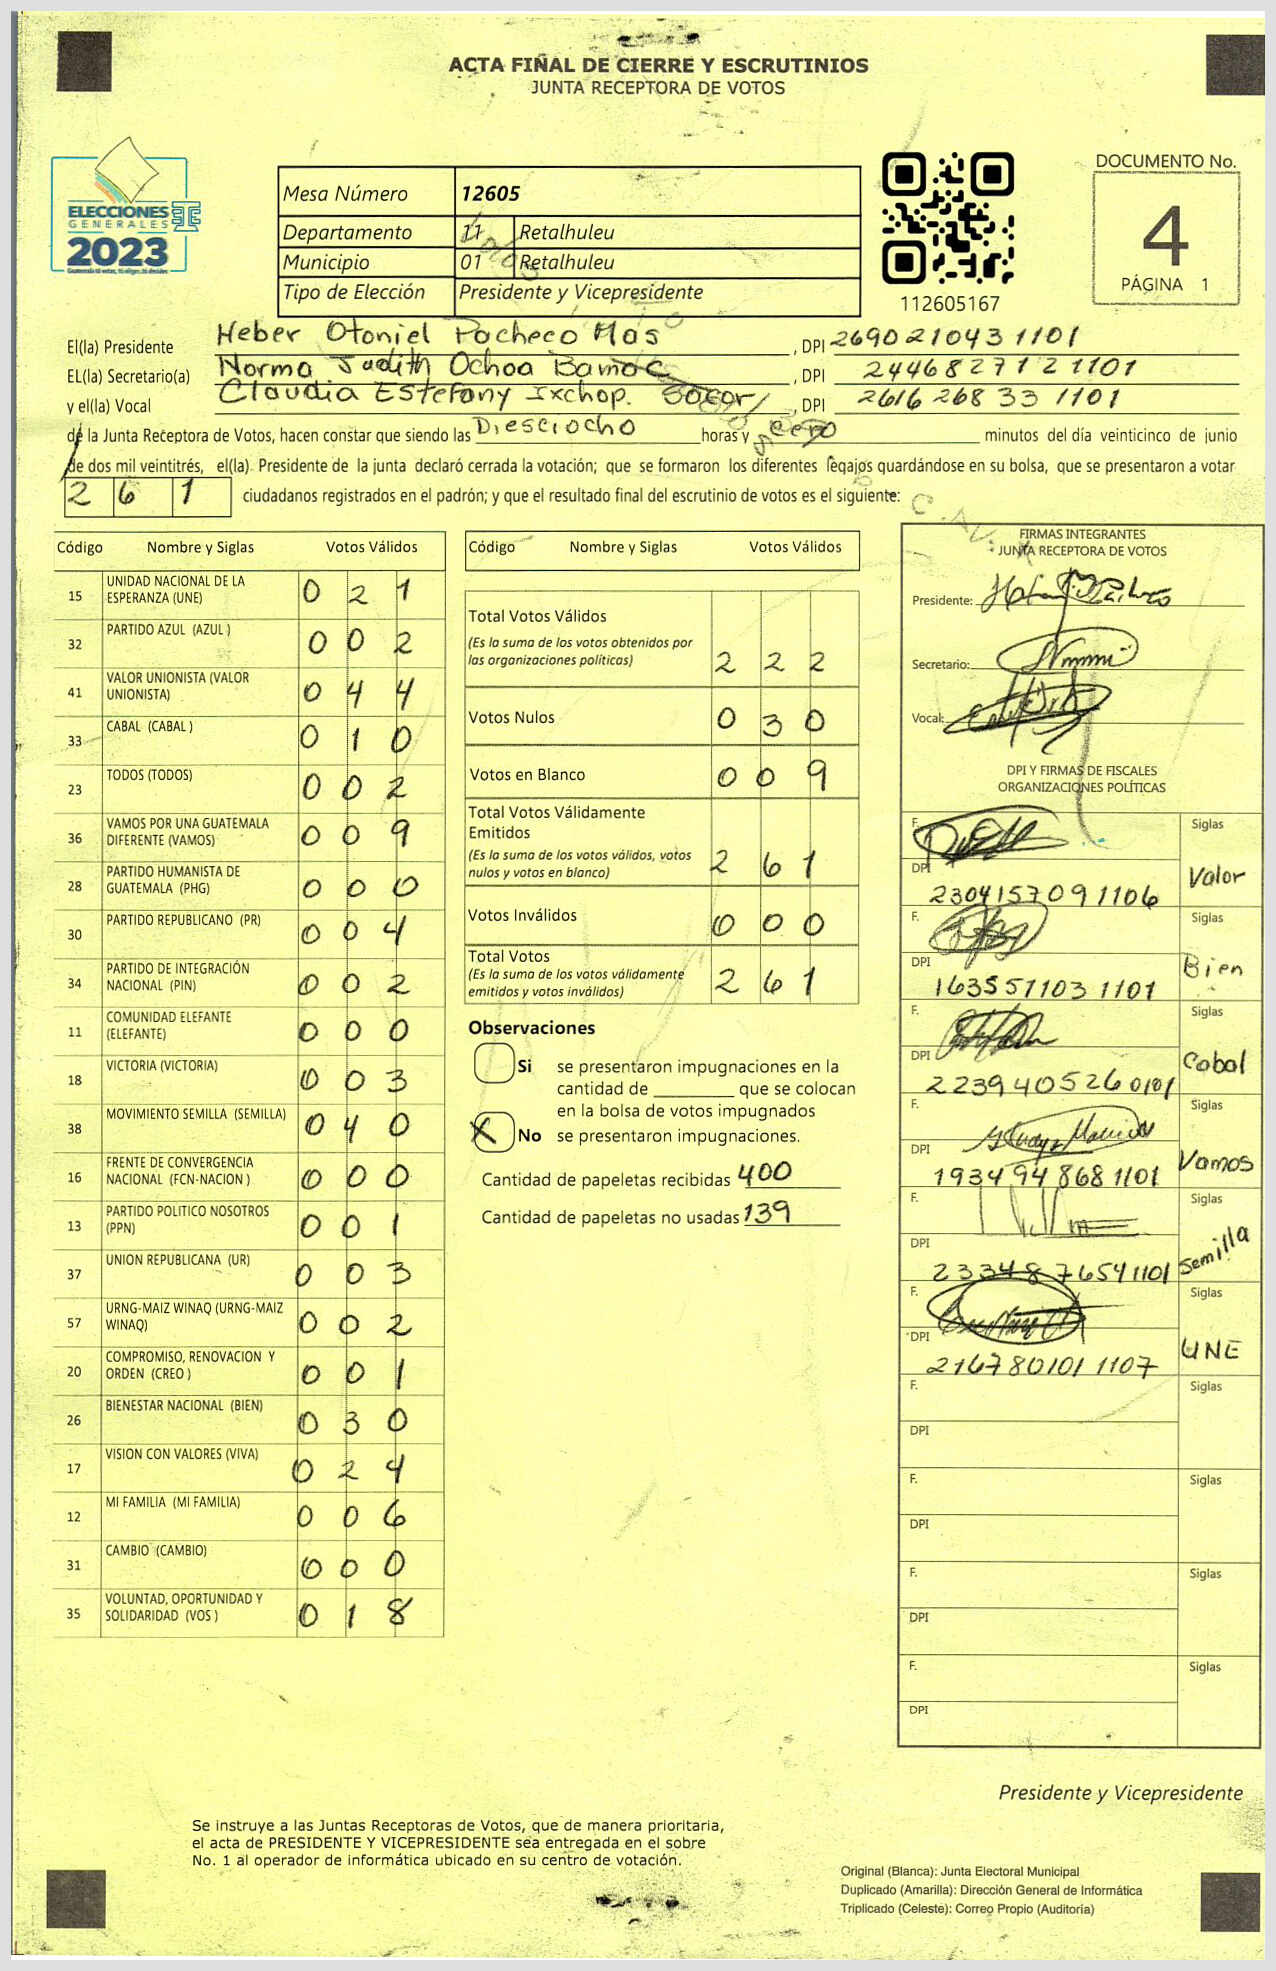 ACTA FINAL DE CIERRE Y ESCRUTINIOS
JUNTA RECEPTORA DE VOTOS
ELECCIONES
GENERALES
2023
Mesa Número 12605
Departamento 11 Retalhuleu
Municipio 01 Retalhuleu
Tipo de Elección Presidente y Vicepresidente
112605167
DOCUMENTO No.
4
PÁGINA 1
El(la) Presidente Heber Otoniel Pacheco Mas , DPI 269021043 1101
EL(la) Secretario(a) Norma Judith Ochoa Bamac , DPI 244682712 1101
y el(la) Vocal Claudia Estefany Ixchop. Socor , DPI 2616 268 33 1101
de la Junta Receptora de Votos, hacen constar que siendo las Diesciocho horas y cero minutos del día veinticinco de junio
de dos mil veintitrés, el(la). Presidente de la junta declaró cerrada la votación; que se formaron los diferentes legajos guardándose en su bolsa, que se presentaron a votar
2 6 1 ciudadanos registrados en el padrón; y que el resultado final del escrutinio de votos es el siguiente:
Código Nombre y Siglas Votos Válidos
15 UNIDAD NACIONAL DE LA ESPERANZA (UNE) 0 2 1
32 PARTIDO AZUL (AZUL ) 0 0 2
41 VALOR UNIONISTA (VALOR UNIONISTA) 0 4 4
33 CABAL (CABAL ) 0 1 0
23 TODOS (TODOS) 0 0 2
36 VAMOS POR UNA GUATEMALA DIFERENTE (VAMOS) 0 0 9
28 PARTIDO HUMANISTA DE GUATEMALA (PHG) 0 0 0
30 PARTIDO REPUBLICANO (PR) 0 0 4
34 PARTIDO DE INTEGRACIÓN NACIONAL (PIN) 0 0 2
11 COMUNIDAD ELEFANTE (ELEFANTE) 0 0 0
18 VICTORIA (VICTORIA) 0 0 3
38 MOVIMIENTO SEMILLA (SEMILLA) 0 4 0
16 FRENTE DE CONVERGENCIA NACIONAL (FCN-NACION ) 0 0 0
13 PARTIDO POLITICO NOSOTROS (PPN) 0 0 1
37 UNION REPUBLICANA (UR) 0 0 3
57 URNG-MAIZ WINAQ (URNG-MAIZ WINAQ) 0 0 2
20 COMPROMISO, RENOVACION Y ORDEN (CREO ) 0 0 1
26 BIENESTAR NACIONAL (BIEN) 0 3 0
17 VISION CON VALORES (VIVA) 0 2 4
12 MI FAMILIA (MI FAMILIA) 0 0 6
31 CAMBIO (CAMBIO) 0 0 0
35 VOLUNTAD, OPORTUNIDAD Y SOLIDARIDAD (VOS ) 0 1 8
Código Nombre y Siglas Votos Válidos
Total Votos Válidos
(Es la suma de los votos obtenidos por
las organizaciones políticas) 2 2 2
Votos Nulos 0 3 0
Votos en Blanco 0 0 9
Total Votos Válidamente
Emitidos
(Es la suma de los votos válidos, votos
nulos y votos en blanco) 2 6 1
Votos Inválidos 0 0 0
Total Votos
(Es la suma de los votos válidamente
emitidos y votos inválidos) 2 6 1
Observaciones
Si se presentaron impugnaciones en la
cantidad de ________ que se colocan
en la bolsa de votos impugnados
X No se presentaron impugnaciones.
Cantidad de papeletas recibidas 400
Cantidad de papeletas no usadas 139
FIRMAS INTEGRANTES
JUNTA RECEPTORA DE VOTOS
Presidente:
Secretario:
Vocal:
DPI Y FIRMAS DE FISCALES
ORGANIZACIONES POLÍTICAS
F. Siglas
DPI 230415709 1106 Valor
F. Siglas
DPI 163551103 1101 Bien
F. Siglas
DPI 223940526 0101 Cabal
F. Siglas
DPI 1934 94 868 1101 Vamos
F. Siglas
DPI 233487654 1101 Semilla
F. Siglas
DPI 216780101 1107 UNE
F. Siglas
DPI
F. Siglas
DPI
F. Siglas
DPI
F. Siglas
DPI
Presidente y Vicepresidente
Se instruye a las Juntas Receptoras de Votos, que de manera prioritaria,
el acta de PRESIDENTE Y VICEPRESIDENTE sea entregada en el sobre
No. 1 al operador de informática ubicado en su centro de votación.
Original (Blanca): Junta Electoral Municipal
Duplicado (Amarilla): Dirección General de Informática
Triplicado (Celeste): Correo Propio (Auditoria)